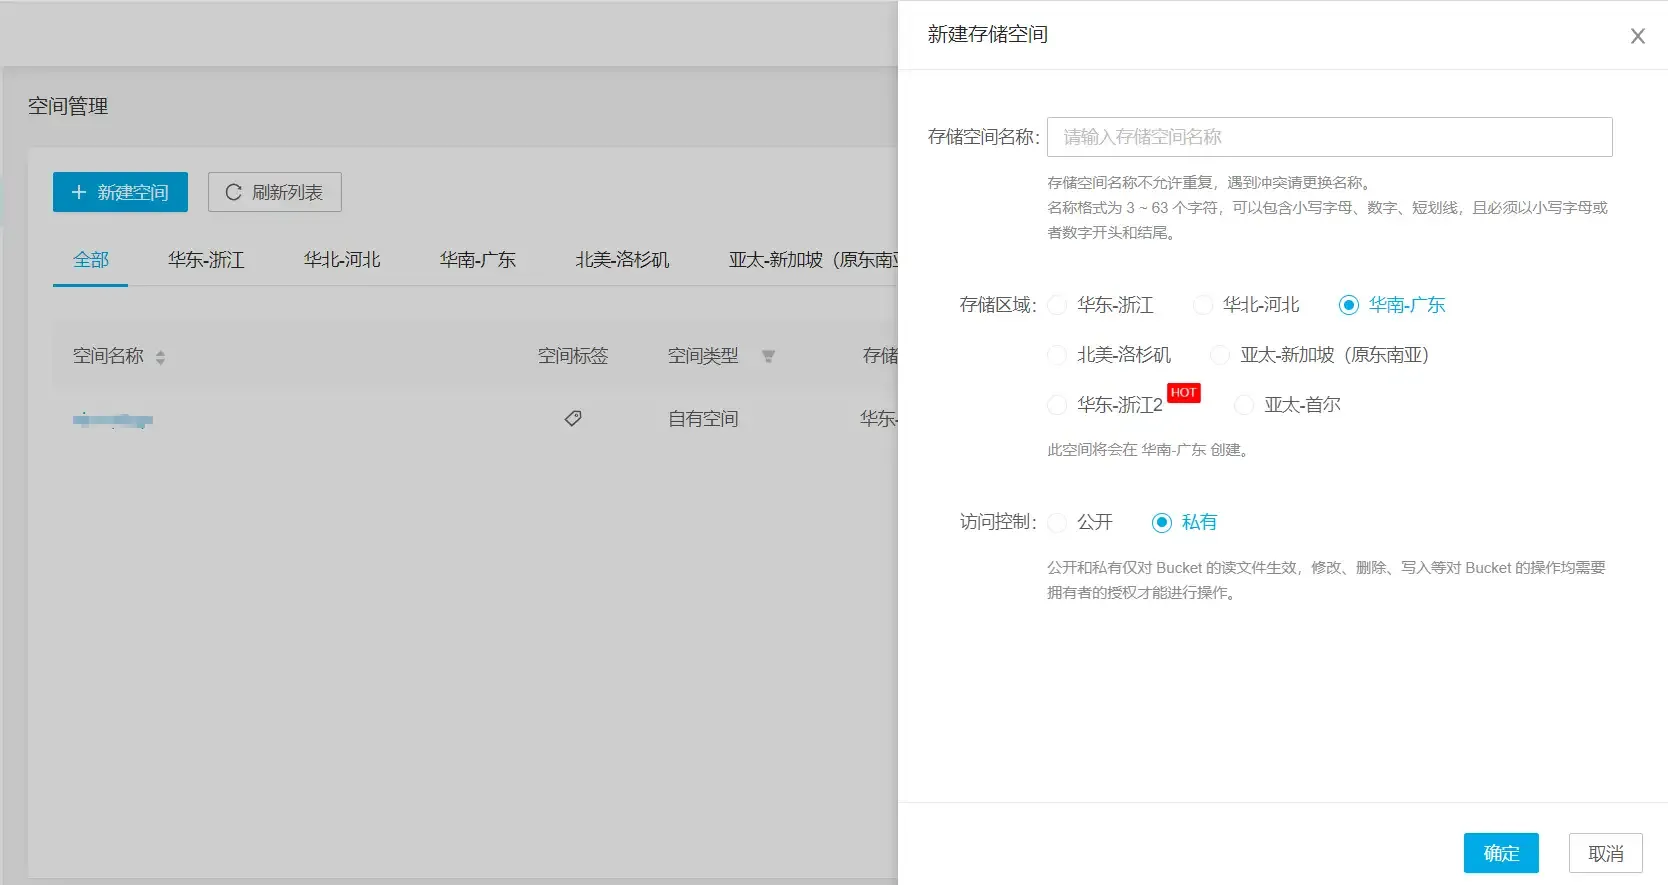 空间管理
新建空间
刷新列表
全部
华东-浙江
华北-河北
华南-广东
北美-洛杉矶
亚太-新加坡（原东南
空间名称
空间标签
空间类型
存储
自有空间
华东-
新建存储空间
存储空间名称:
请输入存储空间名称
存储空间名称不允许重复，遇到冲突请更换名称。
名称格式为 3 ~ 63 个字符，可以包含小写字母、数字、短划线，且必须以小写字母或
者数字开头和结尾。
存储区域:
华东-浙江
华北-河北
华南-广东
北美-洛杉矶
亚太-新加坡（原东南亚）
华东-浙江2
HOT
亚太-首尔
此空间将会在 华南-广东 创建。
访问控制:
公开
私有
公开和私有仅对 Bucket 的读文件生效，修改、删除、写入等对 Bucket 的操作均需要
拥有者的授权才能进行操作。
确定
取消